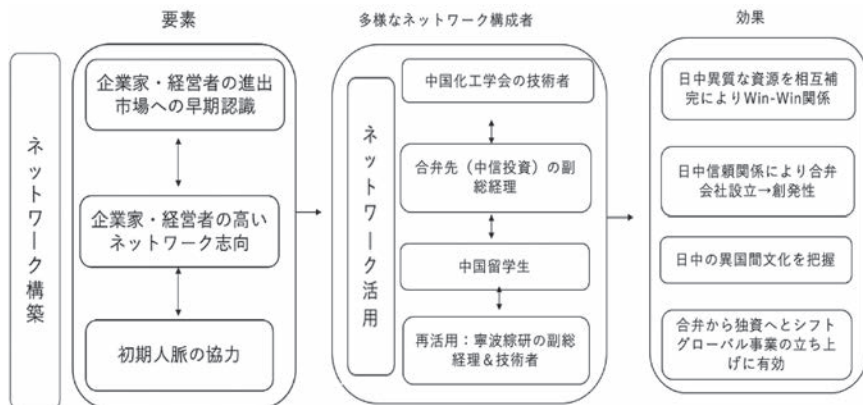 要素
多様なネットワーク構成者
効果
ネットワーク構築
企業家・経営者の進出
市場への早期認識
企業家・経営者の高い
ネットワーク志向
初期人脈の協力
ネットワーク活用
中国化工学会の技術者
合弁先（中信投資）の副
総経理
中国留学生
再活用：寧波綜研の副総
経理＆技術者
日中異質な資源を相互補
完によりWin-Win関係
日中信頼関係により合弁
会社設立→創発性
日中の異国間文化を把握
合弁から独資へとシフト
グローバル事業の立ち上
げに有効